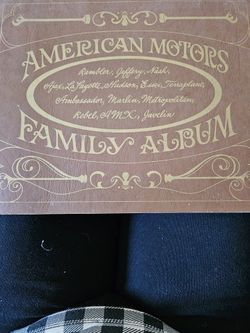 AMERICAN MOTORS
Rambler, Jeffery, Nash
Ajax, LaFayette, Hudson, Essex, Terraplane,
Ambassador, Marlin, Metropolitan,
Rebel, AMX, Javelin
FAMILY ALBUM